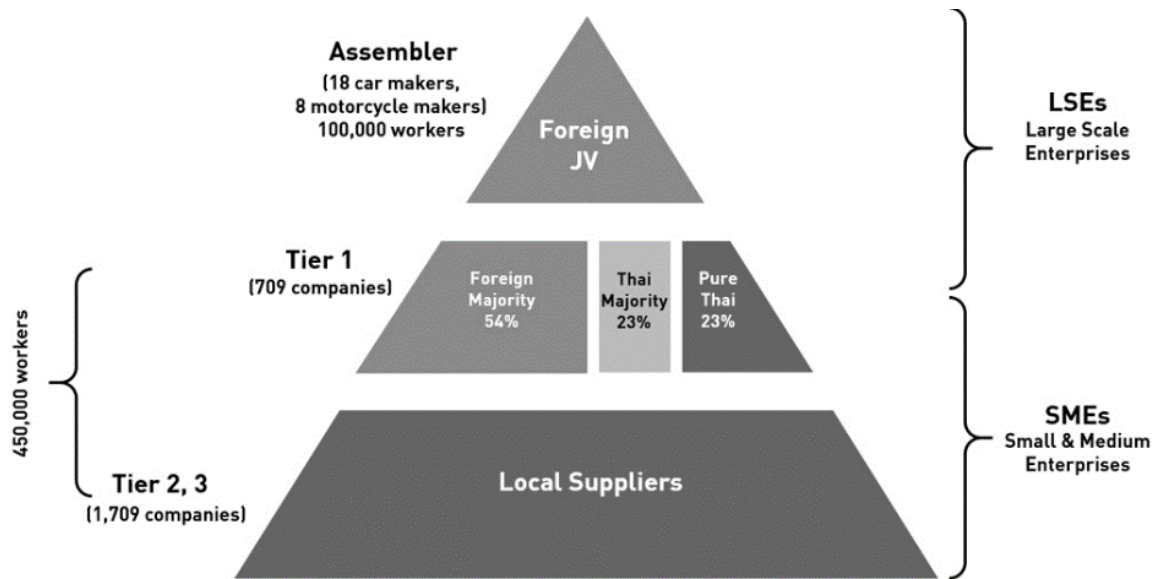 Assembler
(18 car makers,
8 motorcycle makers)
100,000 workers
Foreign
JV
LSEs
Large Scale
Enterprises
Tier 1
(709 companies)
Foreign
Majority
54%
Thai
Majority
23%
Pure
Thai
23%
450,000 workers
SMEs
Small & Medium
Enterprises
Tier 2, 3
(1,709 companies)
Local Suppliers